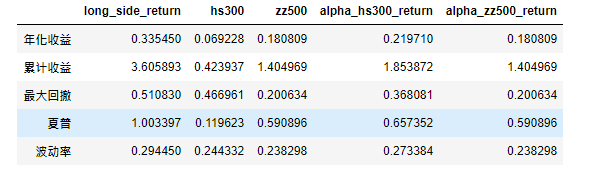 long_side_return hs300 zz500 alpha_hs300_return alpha_zz500_return
年化收益 0.335450 0.069228 0.180809 0.219710 0.180809
累计收益 3.605893 0.423937 1.404969 1.853872 1.404969
最大回撤 0.510830 0.466961 0.200634 0.368081 0.200634
夏普 1.003397 0.119623 0.590896 0.657352 0.590896
波动率 0.294450 0.244332 0.238298 0.273384 0.238298